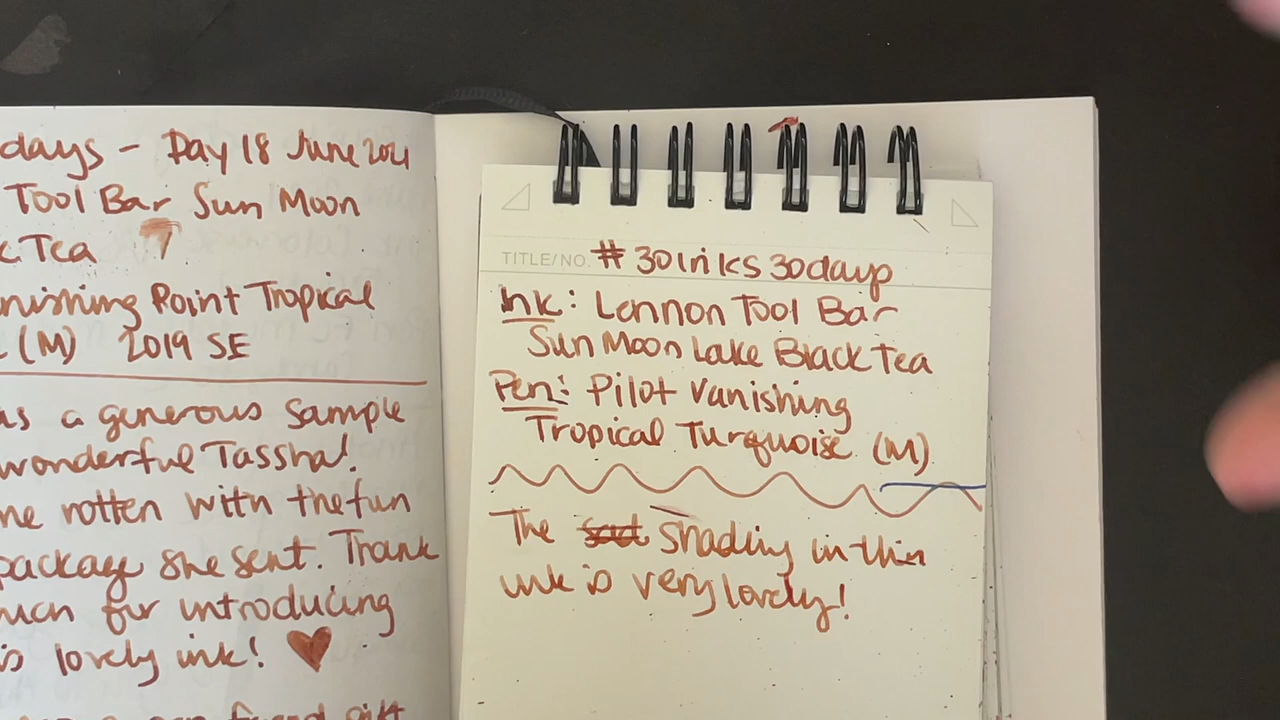 days - Day 18 June 2021
Tool Bar Sun Moon
k Tea
nishing Point Tropical
(M) 2019 SE
as a generous sample
wonderful Tassha!
me rotten with the fun
package she sent. Thank
much for introducing
is lovely ink! ♥
TITLE/NO. #30inks30days
Ink: Lennon Tool Bar
Sun Moon Lake Black Tea
Pen: Pilot Vanishing
Tropical Turquoise (M)
The shading in this
ink is very lovely!